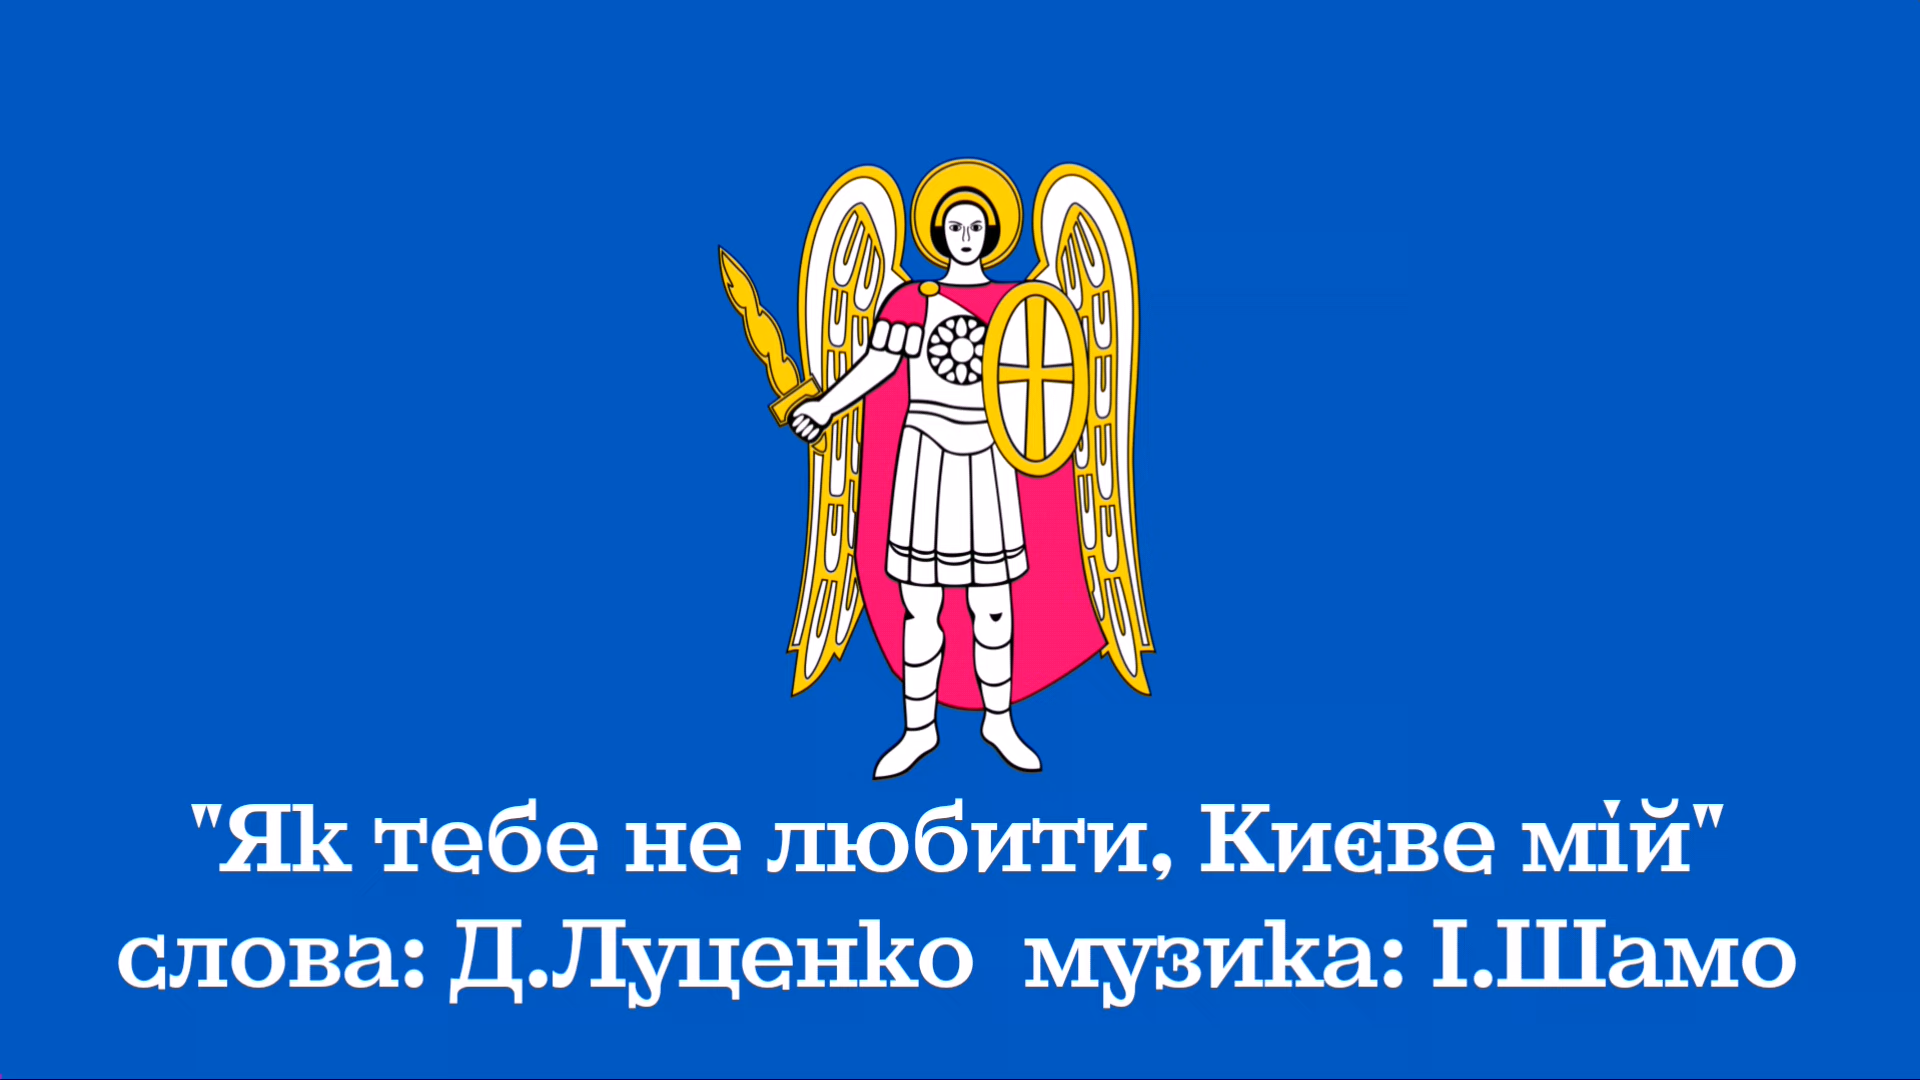 "Як тебе не любити, Києве мій"
слова: Д.Луценко музика: І.Шамо